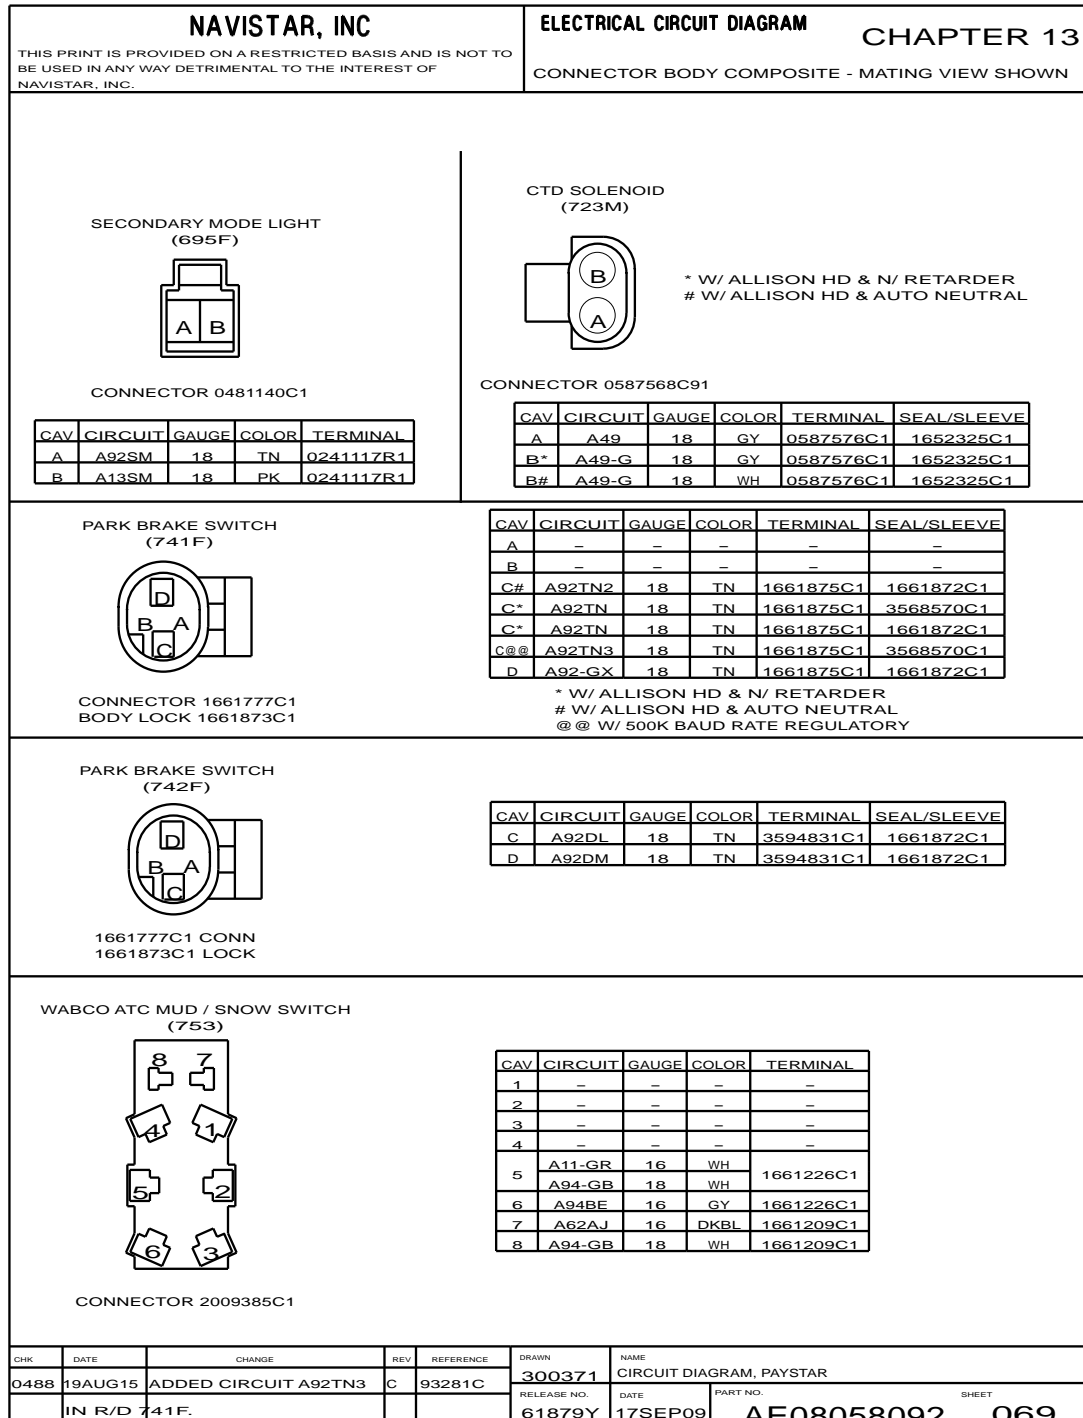 NAVISTAR, INC
THIS PRINT IS PROVIDED ON A RESTRICTED BASIS AND IS NOT TO
BE USED IN ANY WAY DETRIMENTAL TO THE INTEREST OF
NAVISTAR, INC.
ELECTRICAL CIRCUIT DIAGRAM
CHAPTER 13
CONNECTOR BODY COMPOSITE - MATING VIEW SHOWN
SECONDARY MODE LIGHT
(695F)
A B
CONNECTOR 0481140C1
CAV CIRCUIT GAUGE COLOR TERMINAL
A A92SM 18 TN 0241117R1
B A13SM 18 PK 0241117R1
CTD SOLENOID
(723M)
B
A
* W/ ALLISON HD & N/ RETARDER
# W/ ALLISON HD & AUTO NEUTRAL
CONNECTOR 0587568C91
CAV CIRCUIT GAUGE COLOR TERMINAL SEAL/SLEEVE
A A49 18 GY 0587576C1 1652325C1
B* A49-G 18 GY 0587576C1 1652325C1
B# A49-G 18 WH 0587576C1 1652325C1
PARK BRAKE SWITCH
(741F)
D
B A
C
CONNECTOR 1661777C1
BODY LOCK 1661873C1
CAV CIRCUIT GAUGE COLOR TERMINAL SEAL/SLEEVE
A – – – – –
B – – – – –
C# A92TN2 18 TN 1661875C1 1661872C1
C* A92TN 18 TN 1661875C1 3568570C1
C* A92TN 18 TN 1661875C1 1661872C1
C@@ A92TN3 18 TN 1661875C1 3568570C1
D A92-GX 18 TN 1661875C1 1661872C1
* W/ ALLISON HD & N/ RETARDER
# W/ ALLISON HD & AUTO NEUTRAL
@@ W/ 500K BAUD RATE REGULATORY
PARK BRAKE SWITCH
(742F)
D
B A
C
1661777C1 CONN
1661873C1 LOCK
CAV CIRCUIT GAUGE COLOR TERMINAL SEAL/SLEEVE
C A92DL 18 TN 3594831C1 1661872C1
D A92DM 18 TN 3594831C1 1661872C1
WABCO ATC MUD / SNOW SWITCH
(753)
8 7
4 1
5 2
6 3
CONNECTOR 2009385C1
CAV CIRCUIT GAUGE COLOR TERMINAL
1 – – – –
2 – – – –
3 – – – –
4 – – – –
5 A11-GR 16 WH 1661226C1
A94-GB 18 WH
6 A94BE 16 GY 1661226C1
7 A62AJ 16 DKBL 1661209C1
8 A94-GB 18 WH 1661209C1
CHK DATE CHANGE REV REFERENCE
0488 19AUG15 ADDED CIRCUIT A92TN3 C 93281C
IN R/D 741F.
DRAWN
300371
NAME
CIRCUIT DIAGRAM, PAYSTAR
RELEASE NO.
61879Y
DATE
17SEP09
PART NO.
AE08058092
SHEET
069